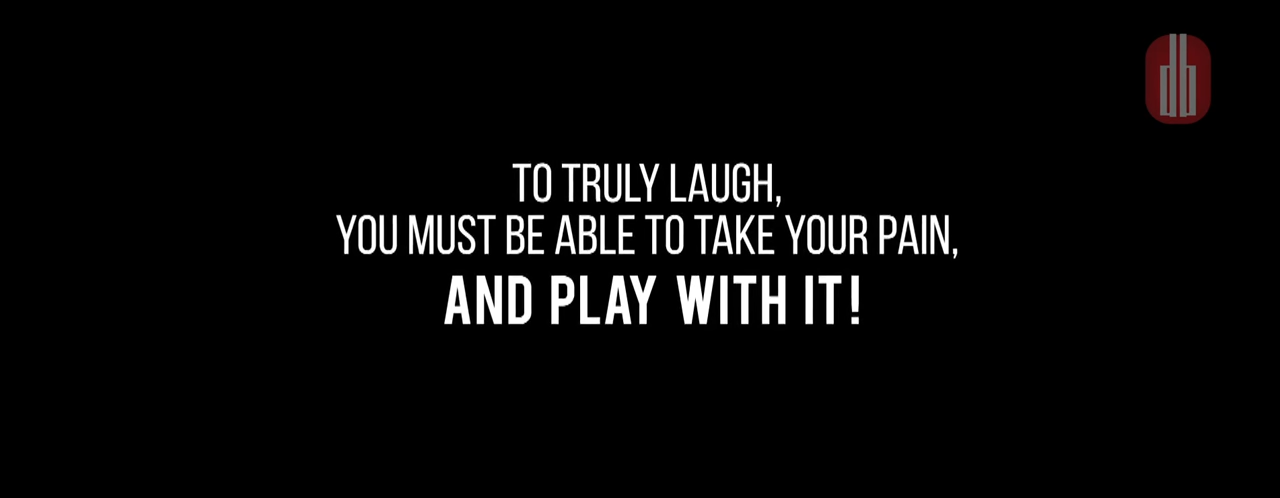 TO TRULY LAUGH,
YOU MUST BE ABLE TO TAKE YOUR PAIN,
AND PLAY WITH IT!